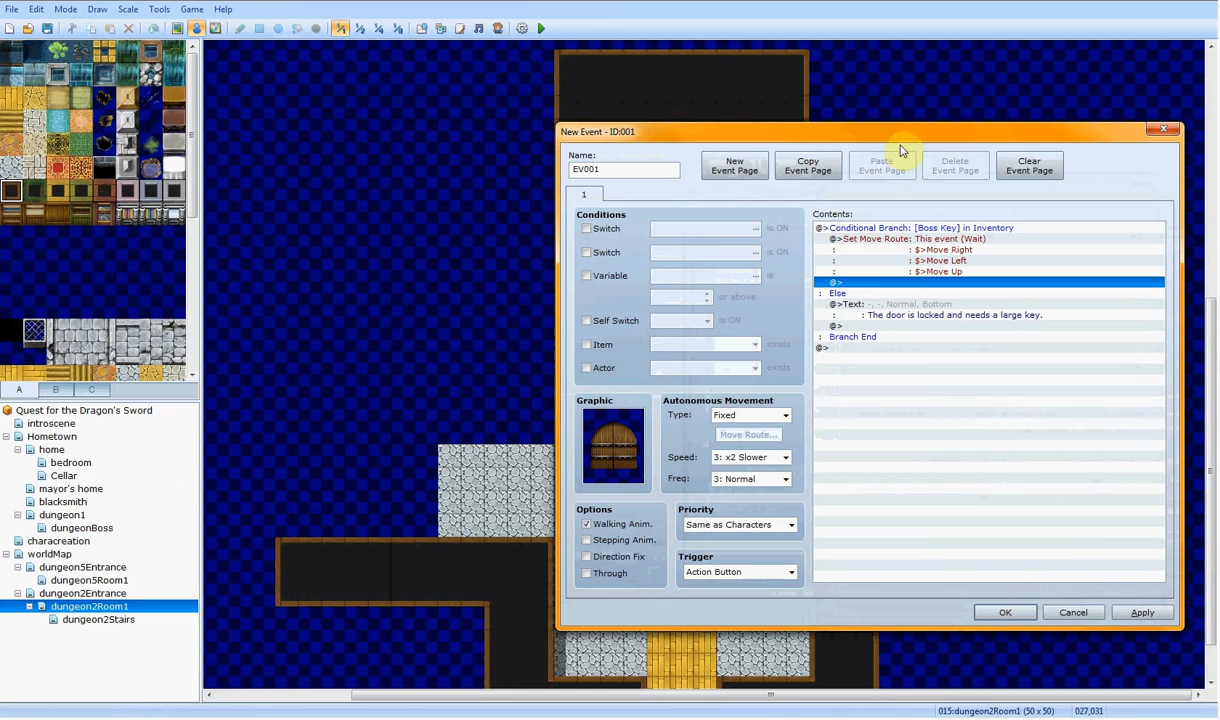 File Edit Mode Draw Scale Tools Game Help
New Event - ID:001
Name:
EV001
New Event Page
Copy Event Page
Paste Event Page
Delete Event Page
Clear Event Page
1
Conditions
Switch ... is ON
Switch ... is ON
Variable ... is
or above
Self Switch is ON
Item exists
Actor exists
Graphic
Autonomous Movement
Type: Fixed
Move Route...
Speed: 3: x2 Slower
Freq: 3: Normal
Options
Walking Anim.
Stepping Anim.
Direction Fix
Through
Priority
Same as Characters
Trigger
Action Button
Contents:
@>Conditional Branch: [Boss Key] in Inventory
@>Set Move Route: This event (Wait)
: : $>Move Right
: : $>Move Left
: : $>Move Up
@>
: Else
@>Text: -, -, Normal, Bottom
: : The door is locked and needs a large key.
@>
: Branch End
@>
OK Cancel Apply
A B C
Quest for the Dragon's Sword
introscene
Hometown
home
bedroom
Cellar
mayor's home
blacksmith
dungeon1
dungeonBoss
characreation
worldMap
dungeon5Entrance
dungeon5Room1
dungeon2Entrance
dungeon2Room1
dungeon2Stairs
015:dungeon2Room1 (50 x 50) 027,031